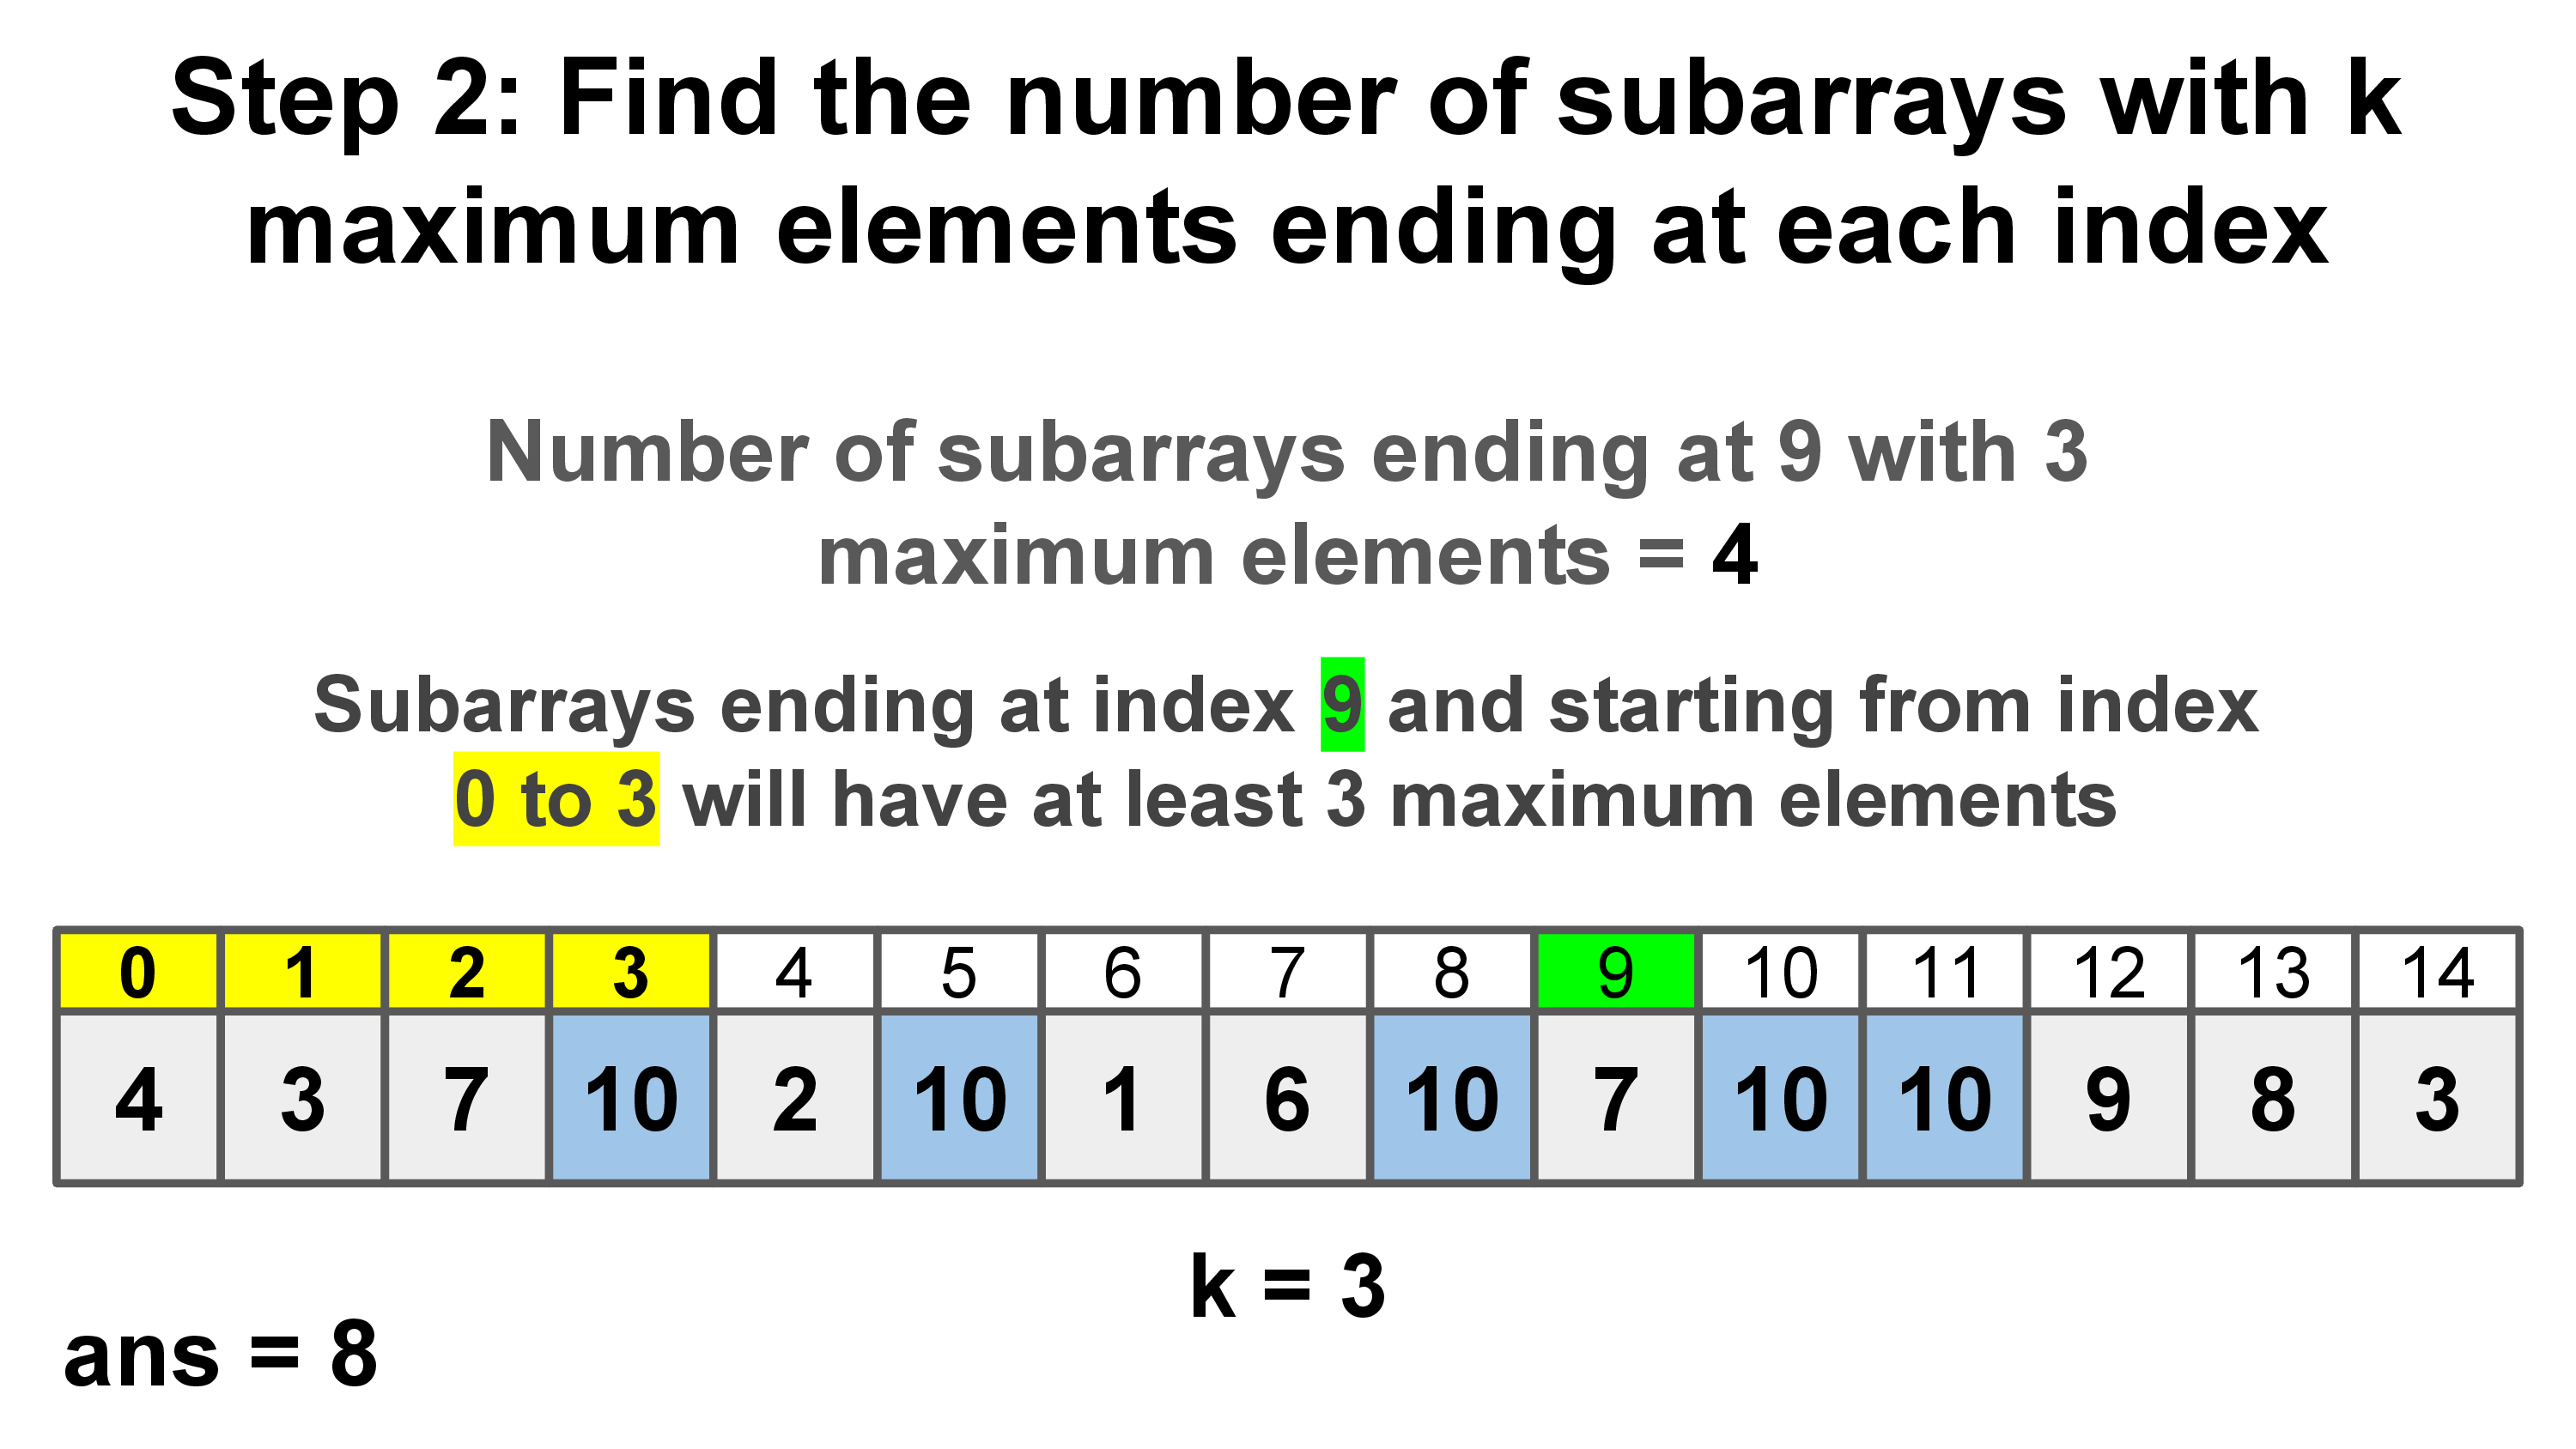 Step 2: Find the number of subarrays with k
maximum elements ending at each index
Number of subarrays ending at 9 with 3
maximum elements = 4
Subarrays ending at index 9 and starting from index
0 to 3 will have at least 3 maximum elements
0 1 2 3 4 5 6 7 8 9 10 11 12 13 14
4 3 7 10 2 10 1 6 10 7 10 10 9 8 3
k = 3
ans = 8